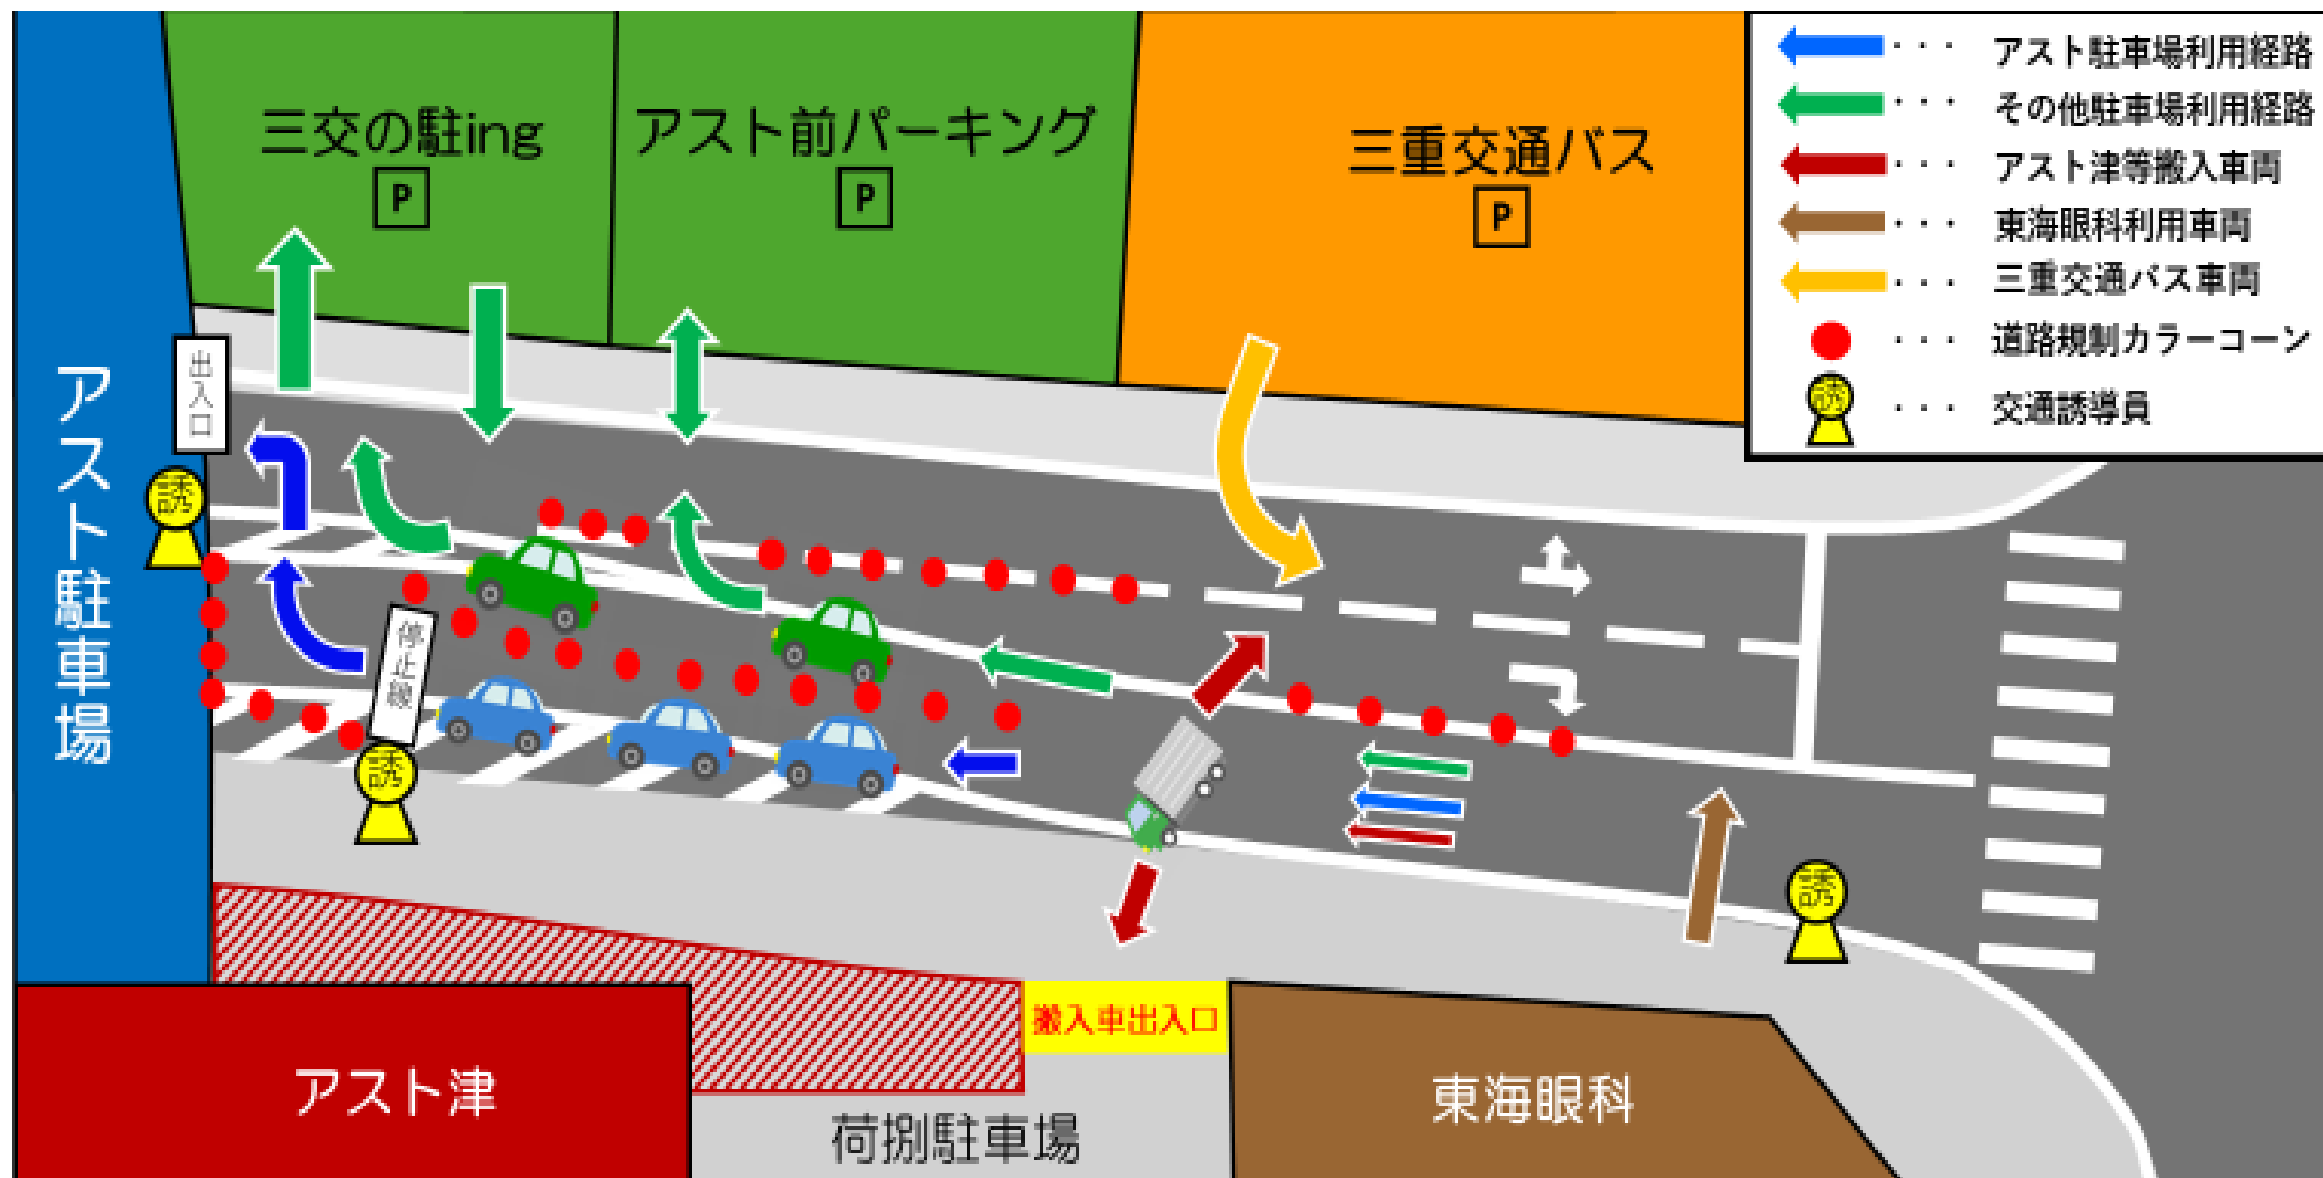 三交の駐ing
P
アスト前パーキング
P
三重交通バス
P
・・・ アスト駐車場利用経路
・・・ その他駐車場利用経路
・・・ アスト津等搬入車両
・・・ 東海眼科利用車両
・・・ 三重交通バス車両
・・・ 道路規制カラーコーン
誘 ・・・ 交通誘導員
アスト駐車場
出入口
誘
停止線
誘
誘
搬入車出入口
アスト津
荷捌駐車場
東海眼科